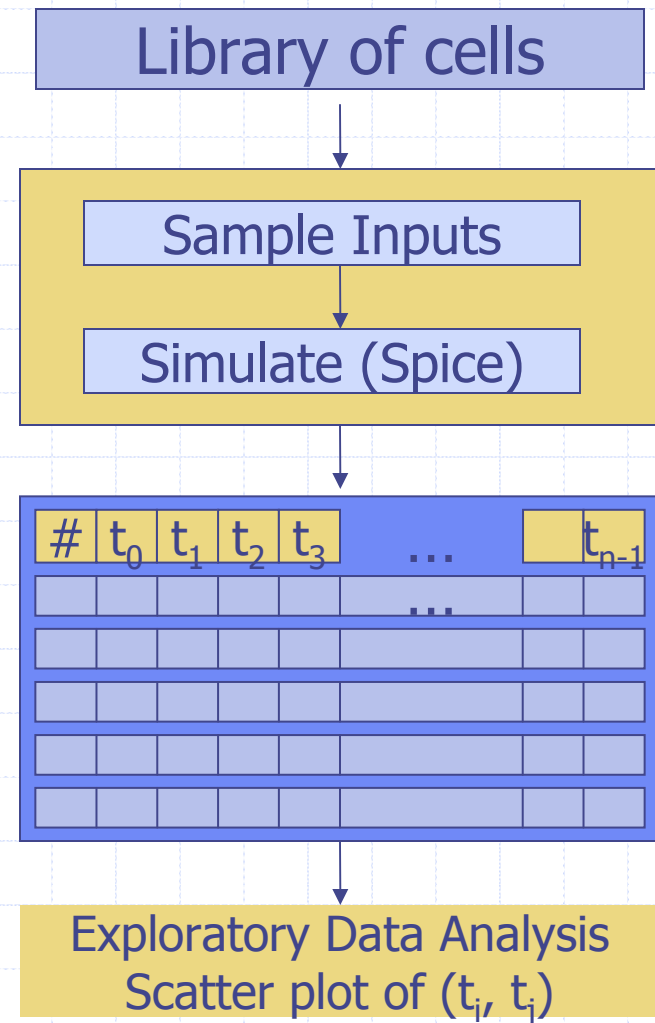 Library of cells
Sample Inputs
Simulate (Spice)
# t₀ t₁ t₂ t₃ ... tₙ₋₁
...
Exploratory Data Analysis
Scatter plot of (tᵢ, tⱼ)